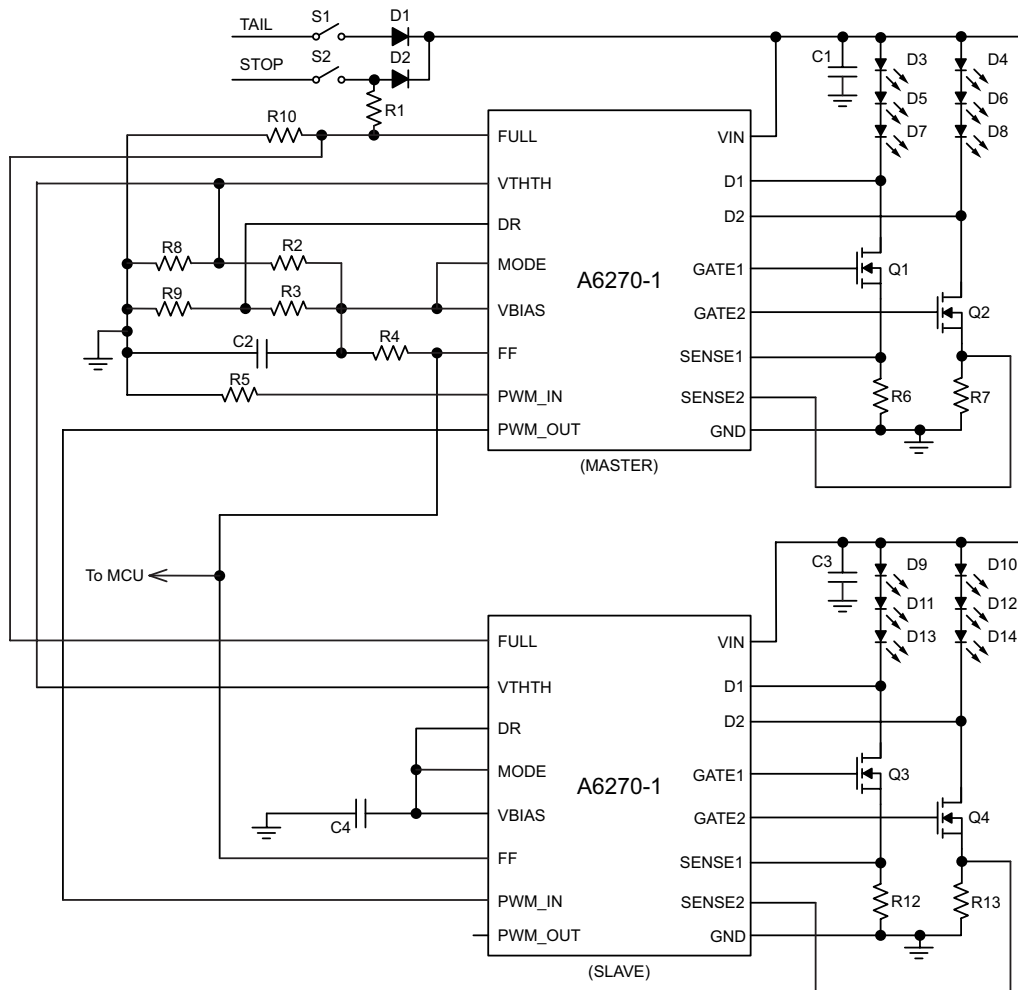 TAIL S1 D1
STOP S2 D2
R1
C1 D3 D4
D5 D6
D7 D8
R10 FULL VIN
VTHTH D1
DR D2
R8 R2 MODE GATE1 Q1
A6270-1
R9 R3 VBIAS GATE2 Q2
C2 R4 FF SENSE1
R5 PWM_IN SENSE2 R6 R7
PWM_OUT GND
(MASTER)
To MCU
C3 D9 D10
D11 D12
D13 D14
FULL VIN
VTHTH D1
DR D2
MODE GATE1 Q3
A6270-1
C4 VBIAS GATE2 Q4
FF SENSE1
PWM_IN SENSE2 R12 R13
PWM_OUT GND
(SLAVE)